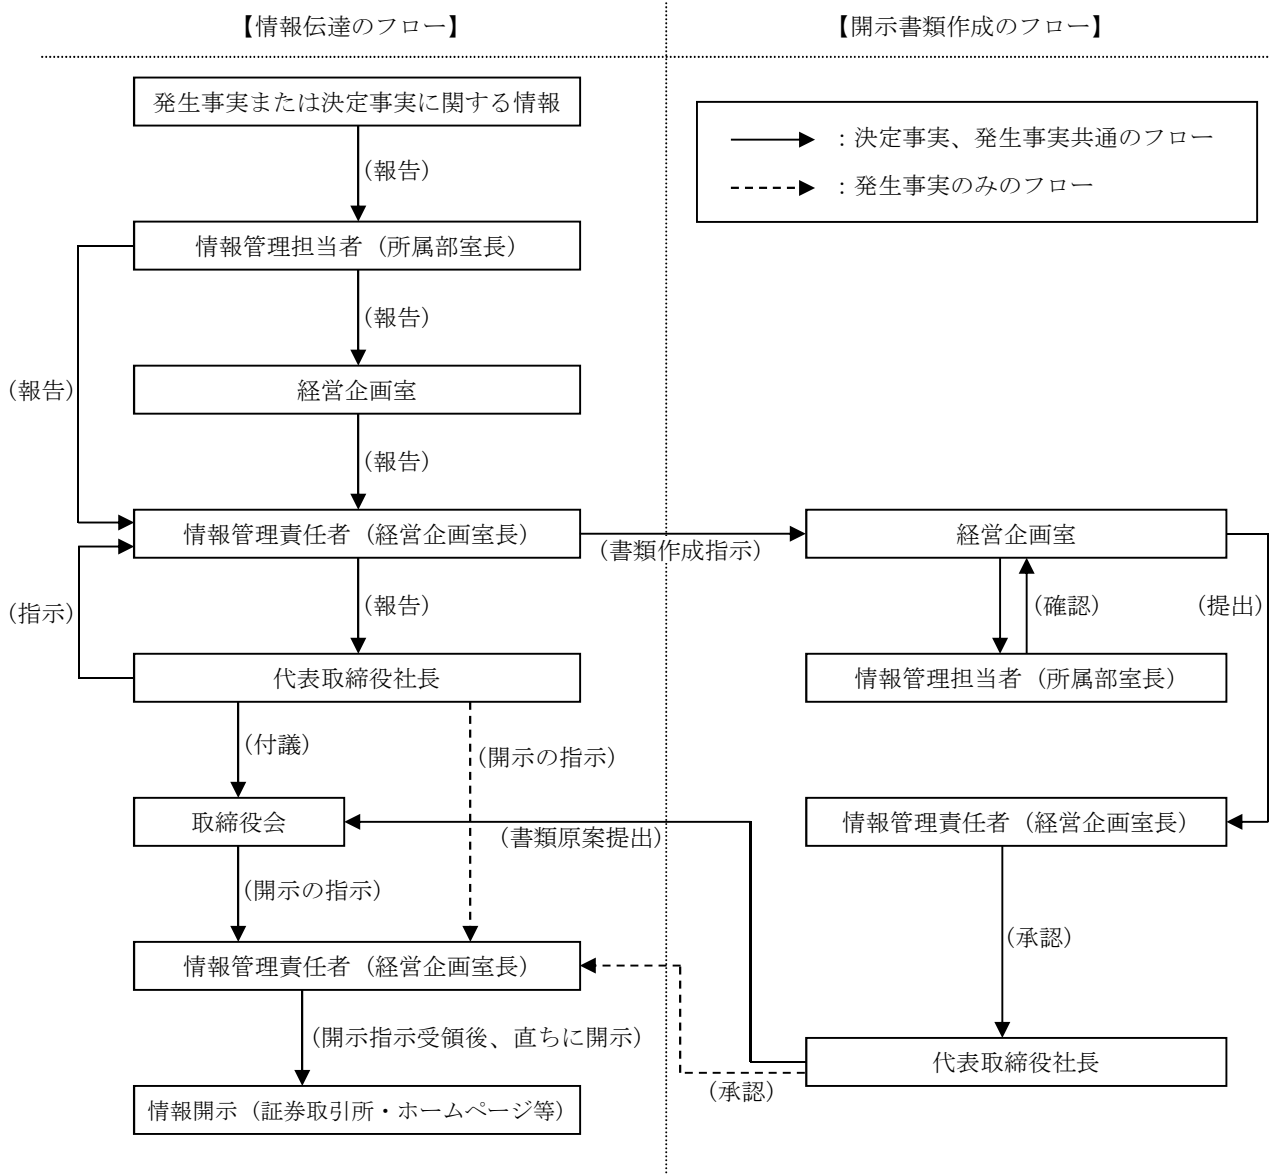 【情報伝達のフロー】
【開示書類作成のフロー】
発生事実または決定事実に関する情報
：決定事実、発生事実共通のフロー
：発生事実のみのフロー
（報告）
情報管理担当者（所属部室長）
（報告）
経営企画室
（報告）
（報告）
情報管理責任者（経営企画室長）
（書類作成指示）
経営企画室
（指示）
（報告）
（確認）
（提出）
代表取締役社長
情報管理担当者（所属部室長）
（付議）
（開示の指示）
取締役会
（書類原案提出）
情報管理責任者（経営企画室長）
（開示の指示）
（承認）
情報管理責任者（経営企画室長）
（開示指示受領後、直ちに開示）
代表取締役社長
（承認）
情報開示（証券取引所・ホームページ等）